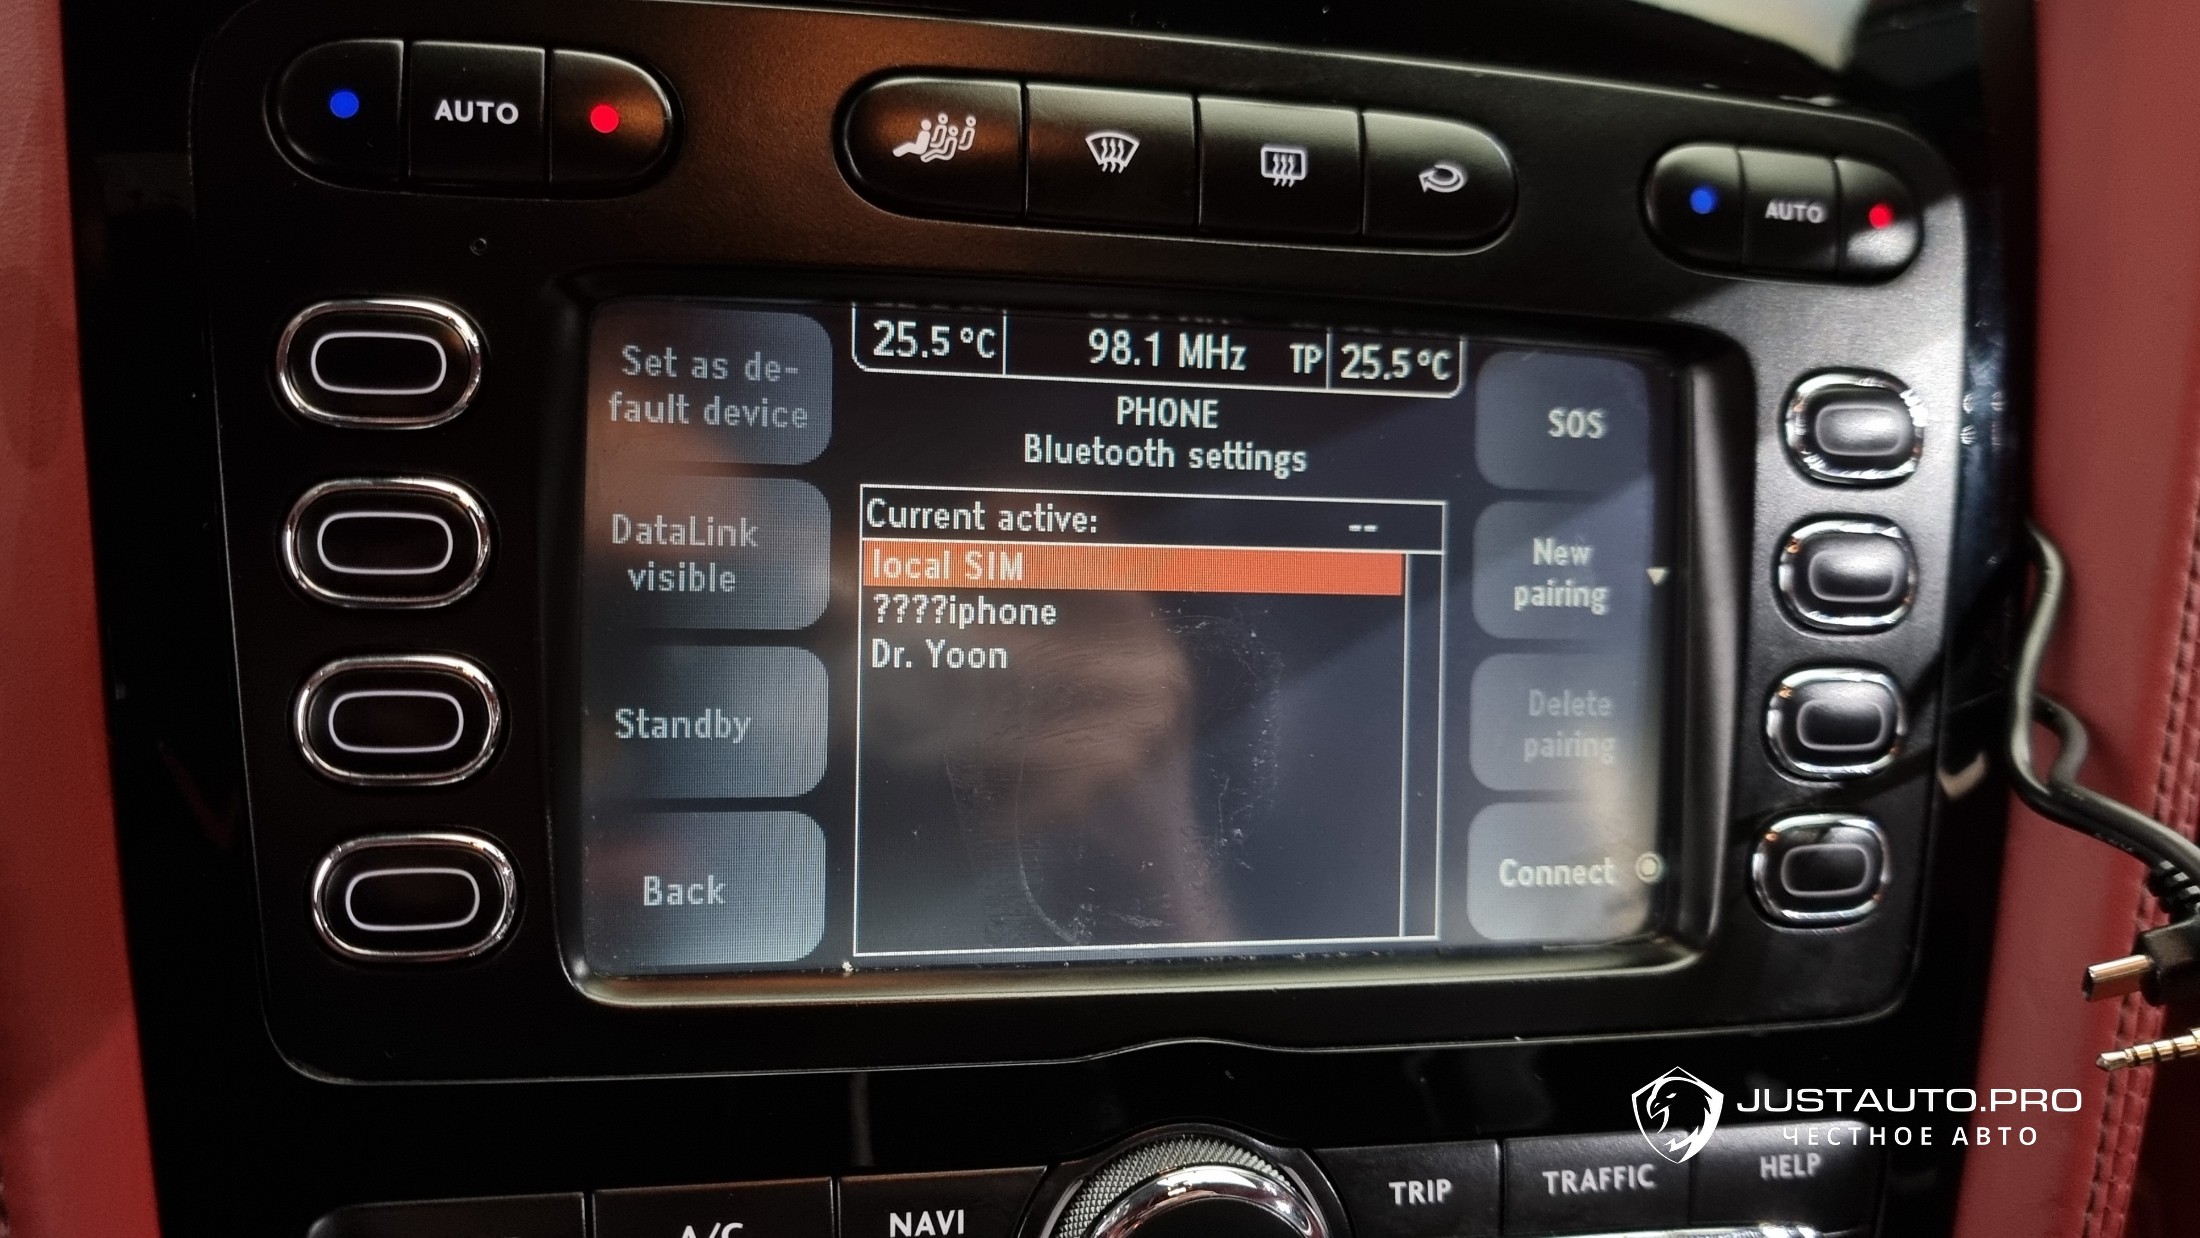 AUTO
AUTO
25.5 °C
98.1 MHz
TP
25.5 °C
PHONE
Bluetooth settings
Set as de-
fault device
DataLink
visible
Standby
Back
Current active: --
local SIM
????iphone
Dr. Yoon
SOS
New
pairing
Delete
pairing
Connect
JUSTAUTO.PRO
ЧЕСТНОЕ АВТО
A/C
NAVI
TRIP
TRAFFIC
HELP